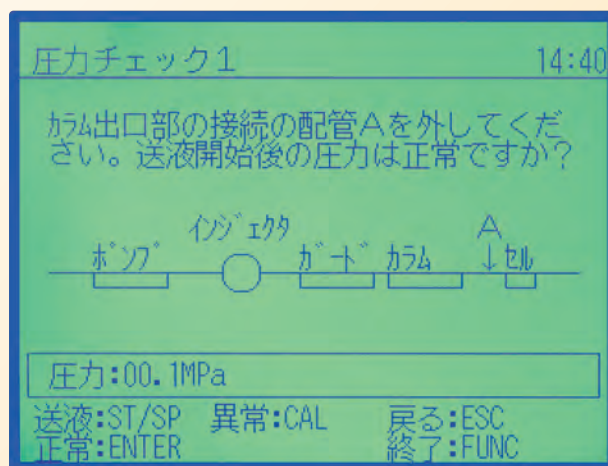 圧力チェック1 14:40
カラム出口部の接続の配管Aを外してくだ
さい。送液開始後の圧力は正常ですか?
インジェクタ A
ポンプ ガード カラム ↓セル
圧力:00.1MPa
送液:ST/SP 異常:CAL 戻る:ESC
正常:ENTER 終了:FUNC